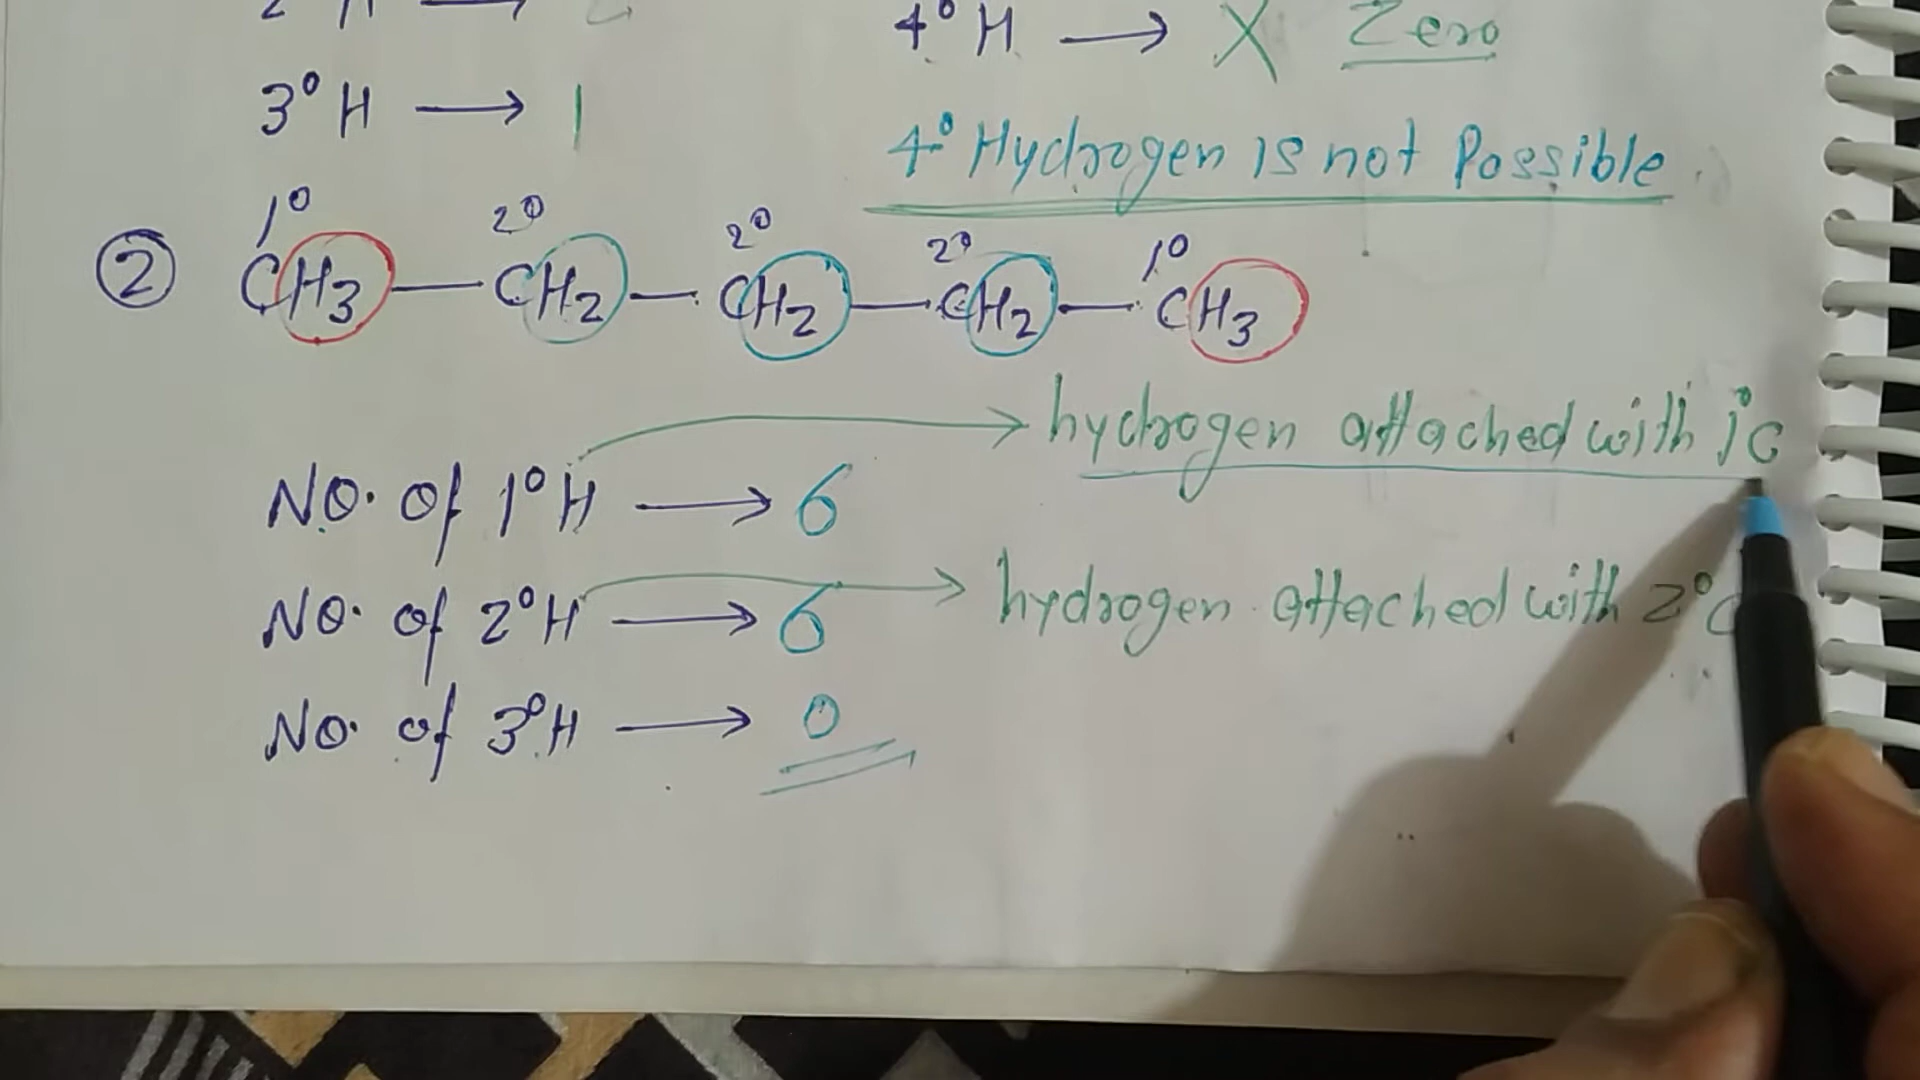 2° H →
3° H → 1
4° H → X Zero
4° Hydrogen is not Possible
1° 2° 2° 2° 1°
② CH3 — CH2 — CH2 — CH2 — CH3
hydrogen attached with 1°C
NO. of 1° H → 6
hydrogen attached with 2°C
NO. of 2° H → 6
NO. of 3° H → 0